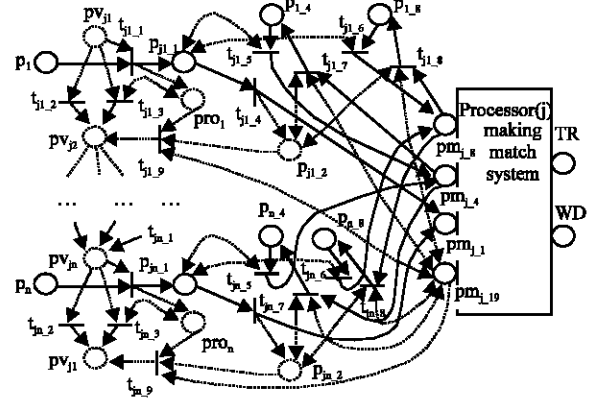 pv_j1 t_j1_1 p_1_4 p_1_8
p_1 p_j1_1 t_j1_5 t_j1_6 t_j1_7 t_j1_8
t_j1_2 t_j1_3 pro_1 t_j1_4
pv_j2 t_j1_9 p_j1_2
Processor(j)
making
match
system
TR
WD
pm_j_8
pm_j_4
pm_j_1
pm_j_19
... ...
t_jn_1 p_n_4 p_n_8
pv_jn p_jn_1 t_jn_5
p_n t_jn_7 t_jn_8
t_jn_2 t_jn_3 pro_n
pv_j1 t_jn_9 p_jn_2